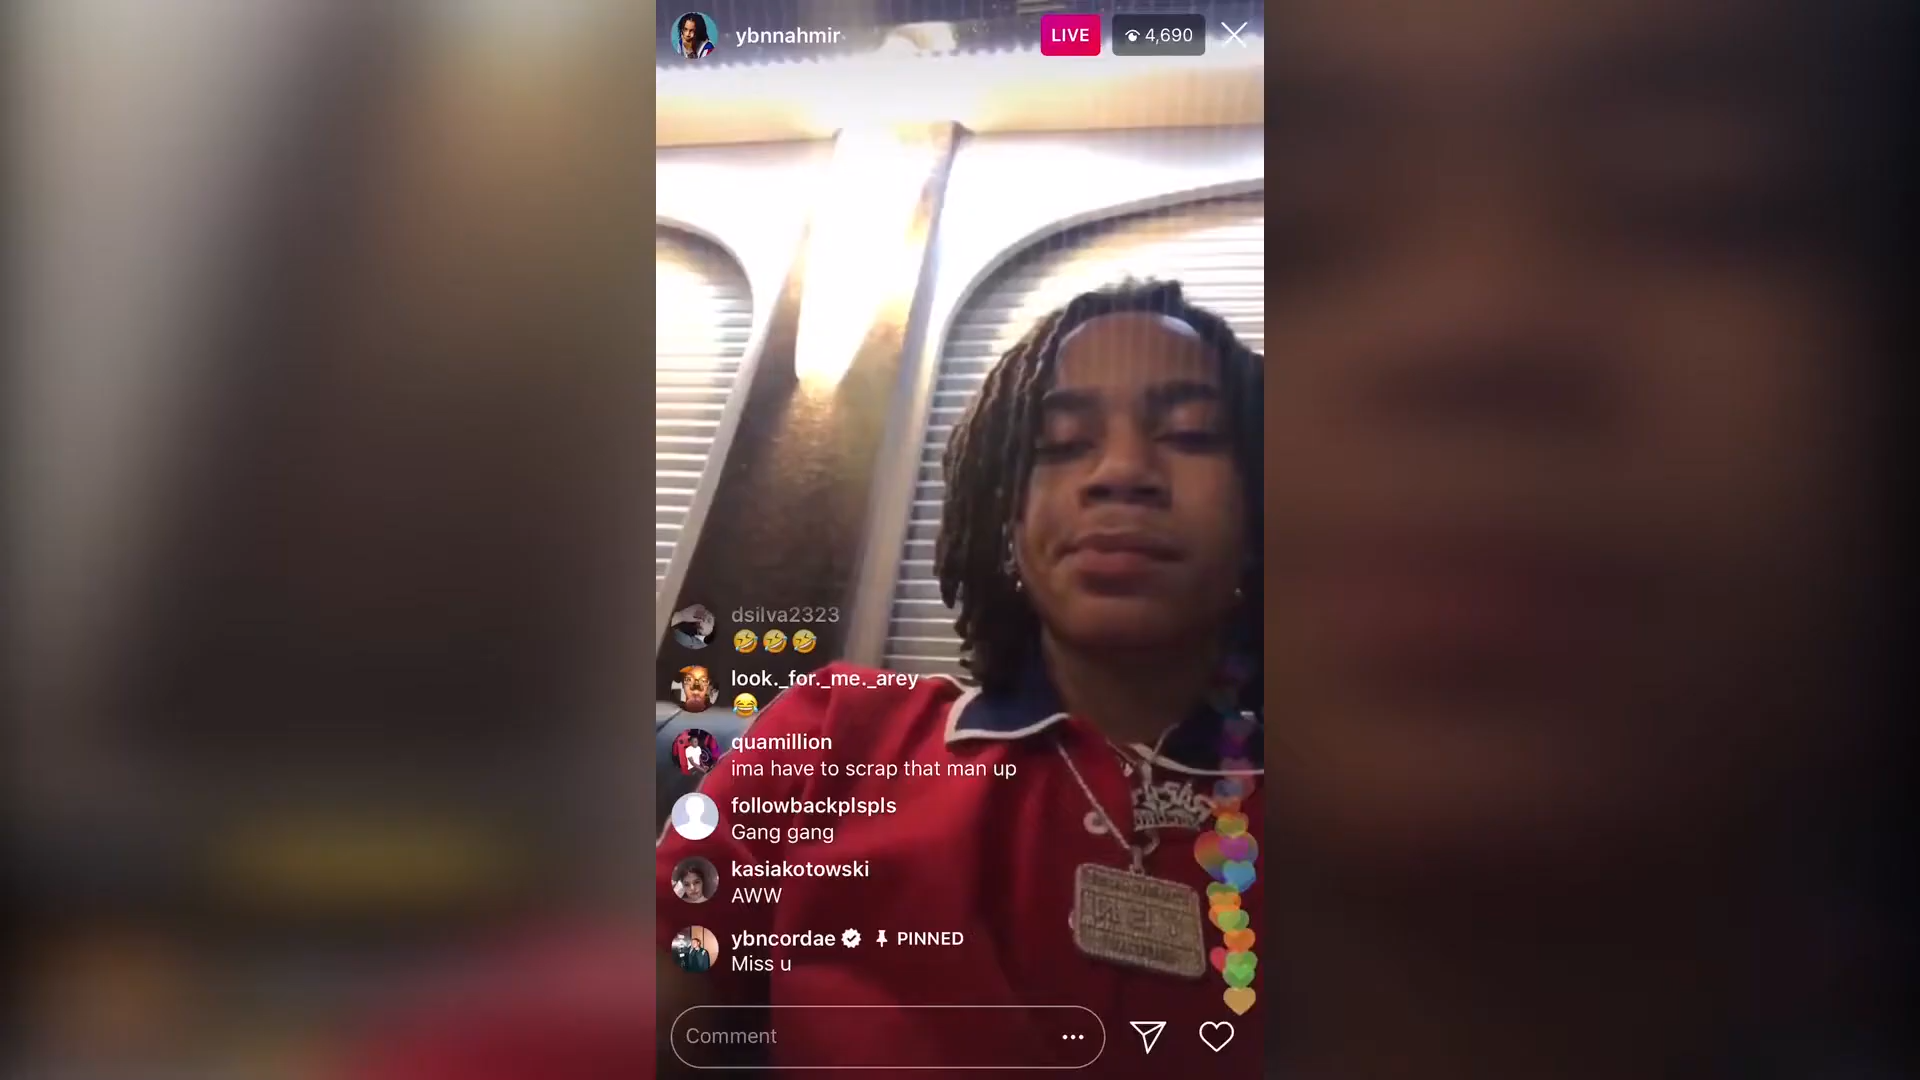 ybnnahmir
LIVE
4,690
dsilva2323
🤣🤣🤣
look._for._me._arey
😂
quamillion
ima have to scrap that man up
followbackplspls
Gang gang
kasiakotowski
AWW
ybncordae PINNED
Miss u
Comment